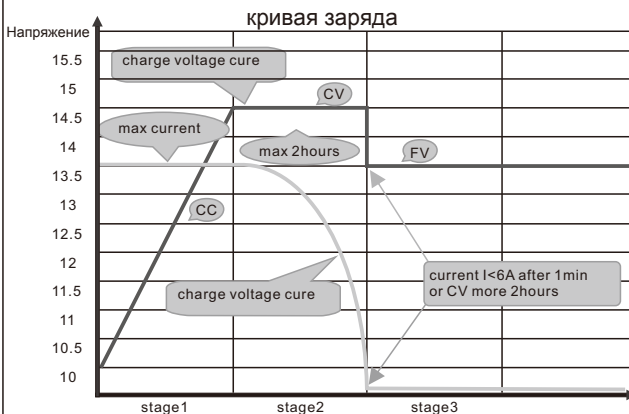 кривая заряда
Напряжение
15.5
15
14.5
14
13.5
13
12.5
12
11.5
11
10.5
10
charge voltage cure
CV
max current
max 2hours
FV
CC
charge voltage cure
current I<6A after 1min
or CV more 2hours
stage1
stage2
stage3